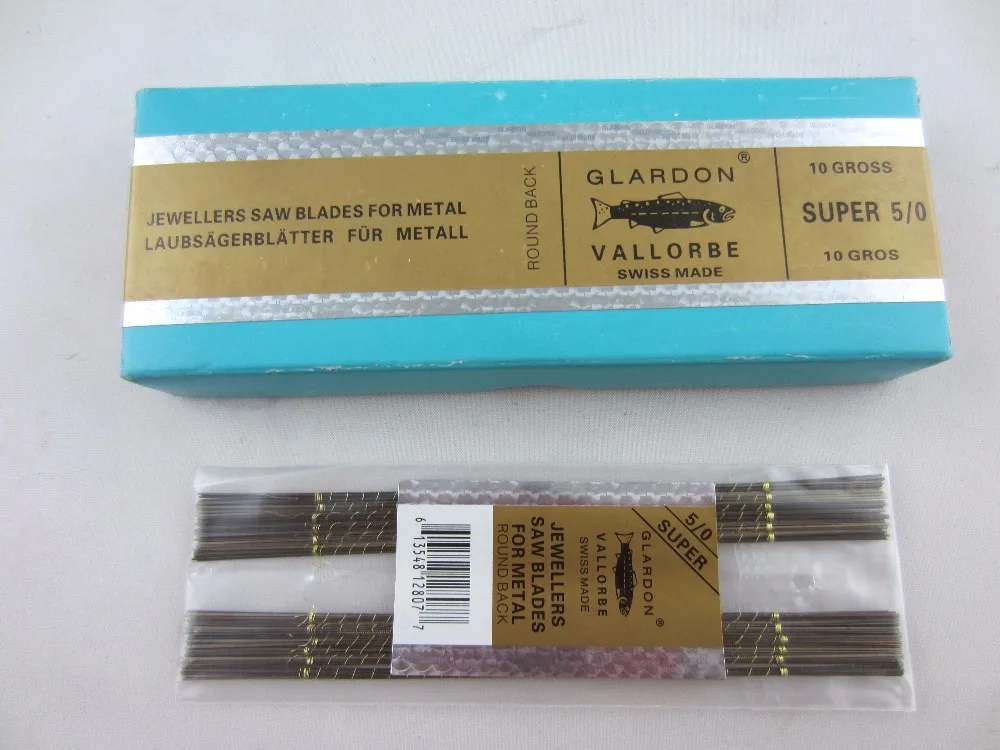 JEWELLERS SAW BLADES FOR METAL
LAUBSÄGERBLÄTTER FÜR METALL
ROUND BACK
GLARDON®
VALLORBE
SWISS MADE
10 GROSS
SUPER 5/0
10 GROS
6 13548 12807 7
JEWELLERS
SAW BLADES
FOR METAL
ROUND BACK
5/0
SUPER
GLARDON®
VALLORBE
SWISS MADE